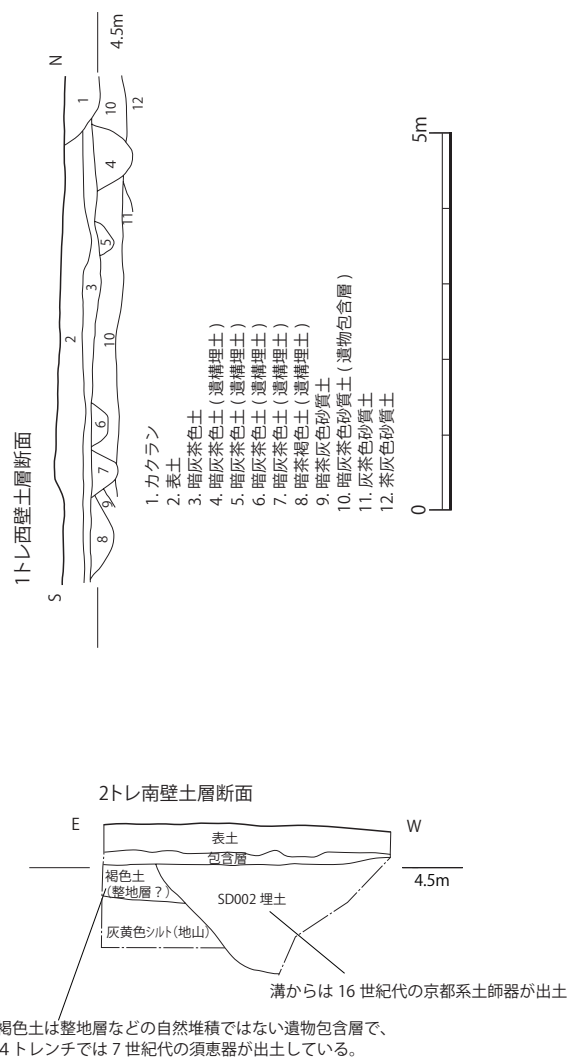 1トレ西壁土層断面
S
N
4.5m
1
2
3
4
5
6
7
8
9
10
10
11
12
1. カクラン
2. 表土
3. 暗灰茶色土
4. 暗灰茶色土 ( 遺構埋土 )
5. 暗灰茶色土 ( 遺構埋土 )
6. 暗灰茶色土 ( 遺構埋土 )
7. 暗灰茶色土 ( 遺構埋土 )
8. 暗茶褐色土 ( 遺構埋土 )
9. 暗茶灰色砂質土
10. 暗灰茶色砂質土 ( 遺物包含層 )
11. 灰茶色砂質土
12. 茶灰色砂質土
0
5m
2トレ南壁土層断面
E
W
表土
包含層
4.5m
褐色土
(整地層？)
SD002 埋土
灰黄色シルト(地山)
溝からは 16 世紀代の京都系土師器が出土
褐色土は整地層などの自然堆積ではない遺物包含層で、
4トレンチでは 7 世紀代の須恵器が出土している。